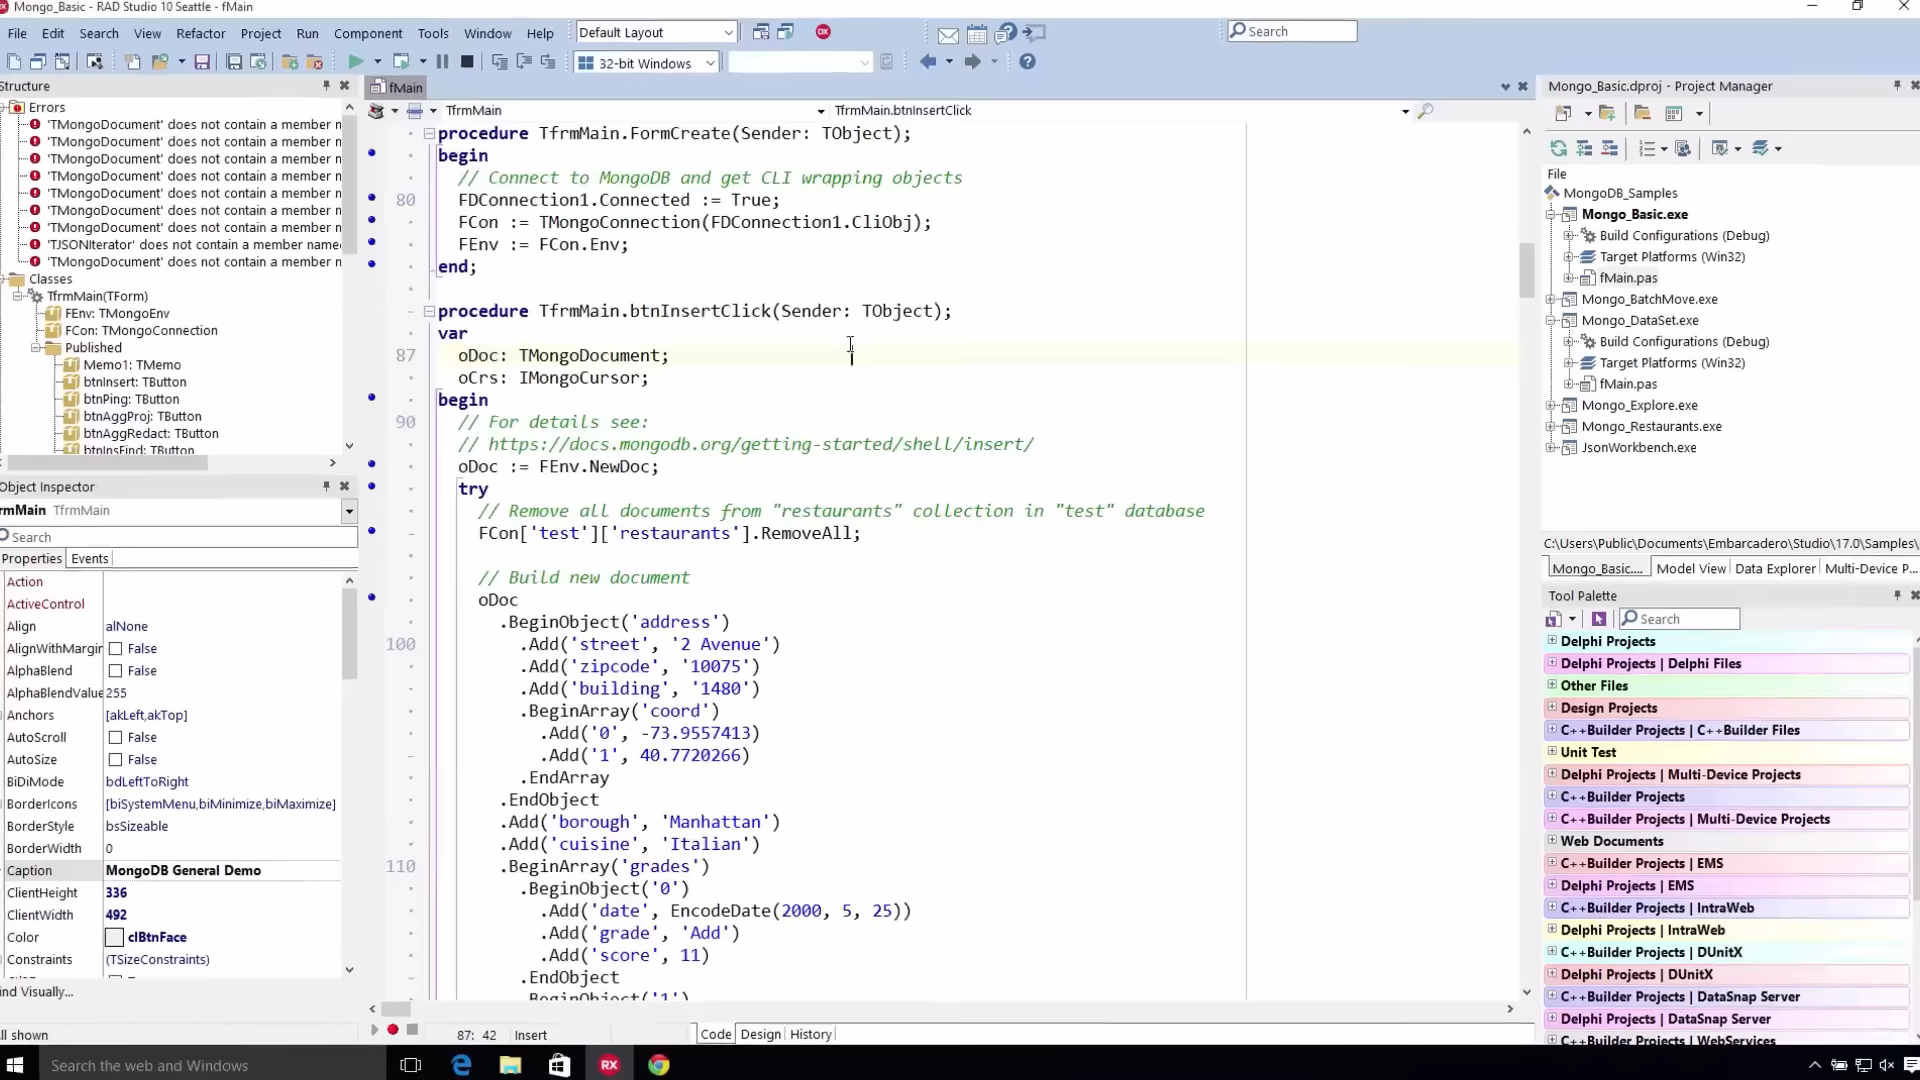 Mongo_Basic - RAD Studio 10 Seattle - fMain
File Edit Search View Refactor Project Run Component Tools Window Help
Default Layout
Search
32-bit Windows
Structure
Errors
'TMongoDocument' does not contain a member n
'TMongoDocument' does not contain a member n
'TMongoDocument' does not contain a member n
'TMongoDocument' does not contain a member n
'TMongoDocument' does not contain a member n
'TMongoDocument' does not contain a member n
'TMongoDocument' does not contain a member n
'TJSONIterator' does not contain a member name
'TMongoDocument' does not contain a member n
Classes
TfrmMain(TForm)
FEnv: TMongoEnv
FCon: TMongoConnection
Published
Memo1: TMemo
btnInsert: TButton
btnPing: TButton
btnAggProj: TButton
btnAggRedact: TButton
btnInsFind: TButton
Object Inspector
rmMain TfrmMain
Search
Properties Events
Action
ActiveControl
Align alNone
AlignWithMargin False
AlphaBlend False
AlphaBlendValue 255
Anchors [akLeft,akTop]
AutoScroll False
AutoSize False
BiDiMode bdLeftToRight
BorderIcons [biSystemMenu,biMinimize,biMaximize]
BorderStyle bsSizeable
BorderWidth 0
Caption MongoDB General Demo
ClientHeight 336
ClientWidth 492
Color clBtnFace
Constraints (TSizeConstraints)
ind Visually...
ll shown
fMain
TfrmMain TfrmMain.btnInsertClick
procedure TfrmMain.FormCreate(Sender: TObject);
begin
// Connect to MongoDB and get CLI wrapping objects
80 FDConnection1.Connected := True;
FCon := TMongoConnection(FDConnection1.CliObj);
FEnv := FCon.Env;
end;
procedure TfrmMain.btnInsertClick(Sender: TObject);
var
87 oDoc: TMongoDocument;
oCrs: IMongoCursor;
begin
90 // For details see:
// https://docs.mongodb.org/getting-started/shell/insert/
oDoc := FEnv.NewDoc;
try
// Remove all documents from "restaurants" collection in "test" database
FCon['test']['restaurants'].RemoveAll;
// Build new document
oDoc
.BeginObject('address')
100 .Add('street', '2 Avenue')
.Add('zipcode', '10075')
.Add('building', '1480')
.BeginArray('coord')
.Add('0', -73.9557413)
.Add('1', 40.7720266)
.EndArray
.EndObject
.Add('borough', 'Manhattan')
.Add('cuisine', 'Italian')
110 .BeginArray('grades')
.BeginObject('0')
.Add('date', EncodeDate(2000, 5, 25))
.Add('grade', 'Add')
.Add('score', 11)
.EndObject
.BeginObject('1')
87: 42 Insert
Code Design History
Mongo_Basic.dproj - Project Manager
File
MongoDB_Samples
Mongo_Basic.exe
Build Configurations (Debug)
Target Platforms (Win32)
fMain.pas
Mongo_BatchMove.exe
Mongo_DataSet.exe
Build Configurations (Debug)
Target Platforms (Win32)
fMain.pas
Mongo_Explore.exe
Mongo_Restaurants.exe
JsonWorkbench.exe
C:\Users\Public\Documents\Embarcadero\Studio\17.0\Samples\
Mongo_Basic.... Model View Data Explorer Multi-Device P...
Tool Palette
Search
Delphi Projects
Delphi Projects | Delphi Files
Other Files
Design Projects
C++Builder Projects | C++Builder Files
Unit Test
Delphi Projects | Multi-Device Projects
C++Builder Projects
C++Builder Projects | Multi-Device Projects
Web Documents
C++Builder Projects | EMS
Delphi Projects | EMS
C++Builder Projects | IntraWeb
Delphi Projects | IntraWeb
C++Builder Projects | DUnitX
Delphi Projects | DUnitX
C++Builder Projects | DataSnap Server
Delphi Projects | DataSnap Server
C++Builder Projects | WebServices
Search the web and Windows